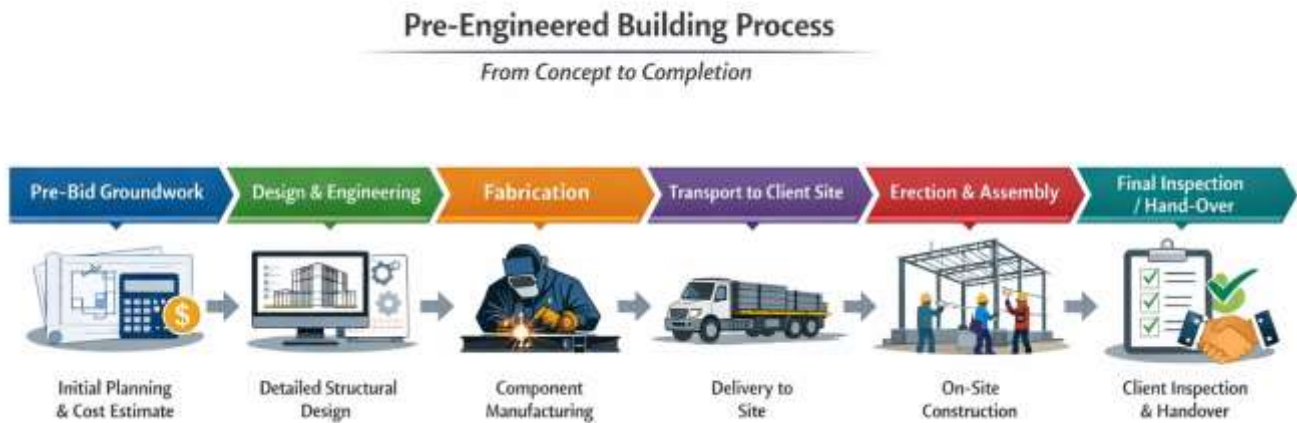 Pre-Engineered Building Process
From Concept to Completion
Pre-Bid Groundwork
Design & Engineering
Fabrication
Transport to Client Site
Erection & Assembly
Final Inspection
/ Hand-Over
$
Initial Planning
& Cost Estimate
Detailed Structural
Design
Component
Manufacturing
Delivery to
Site
On-Site
Construction
Client Inspection
& Handover